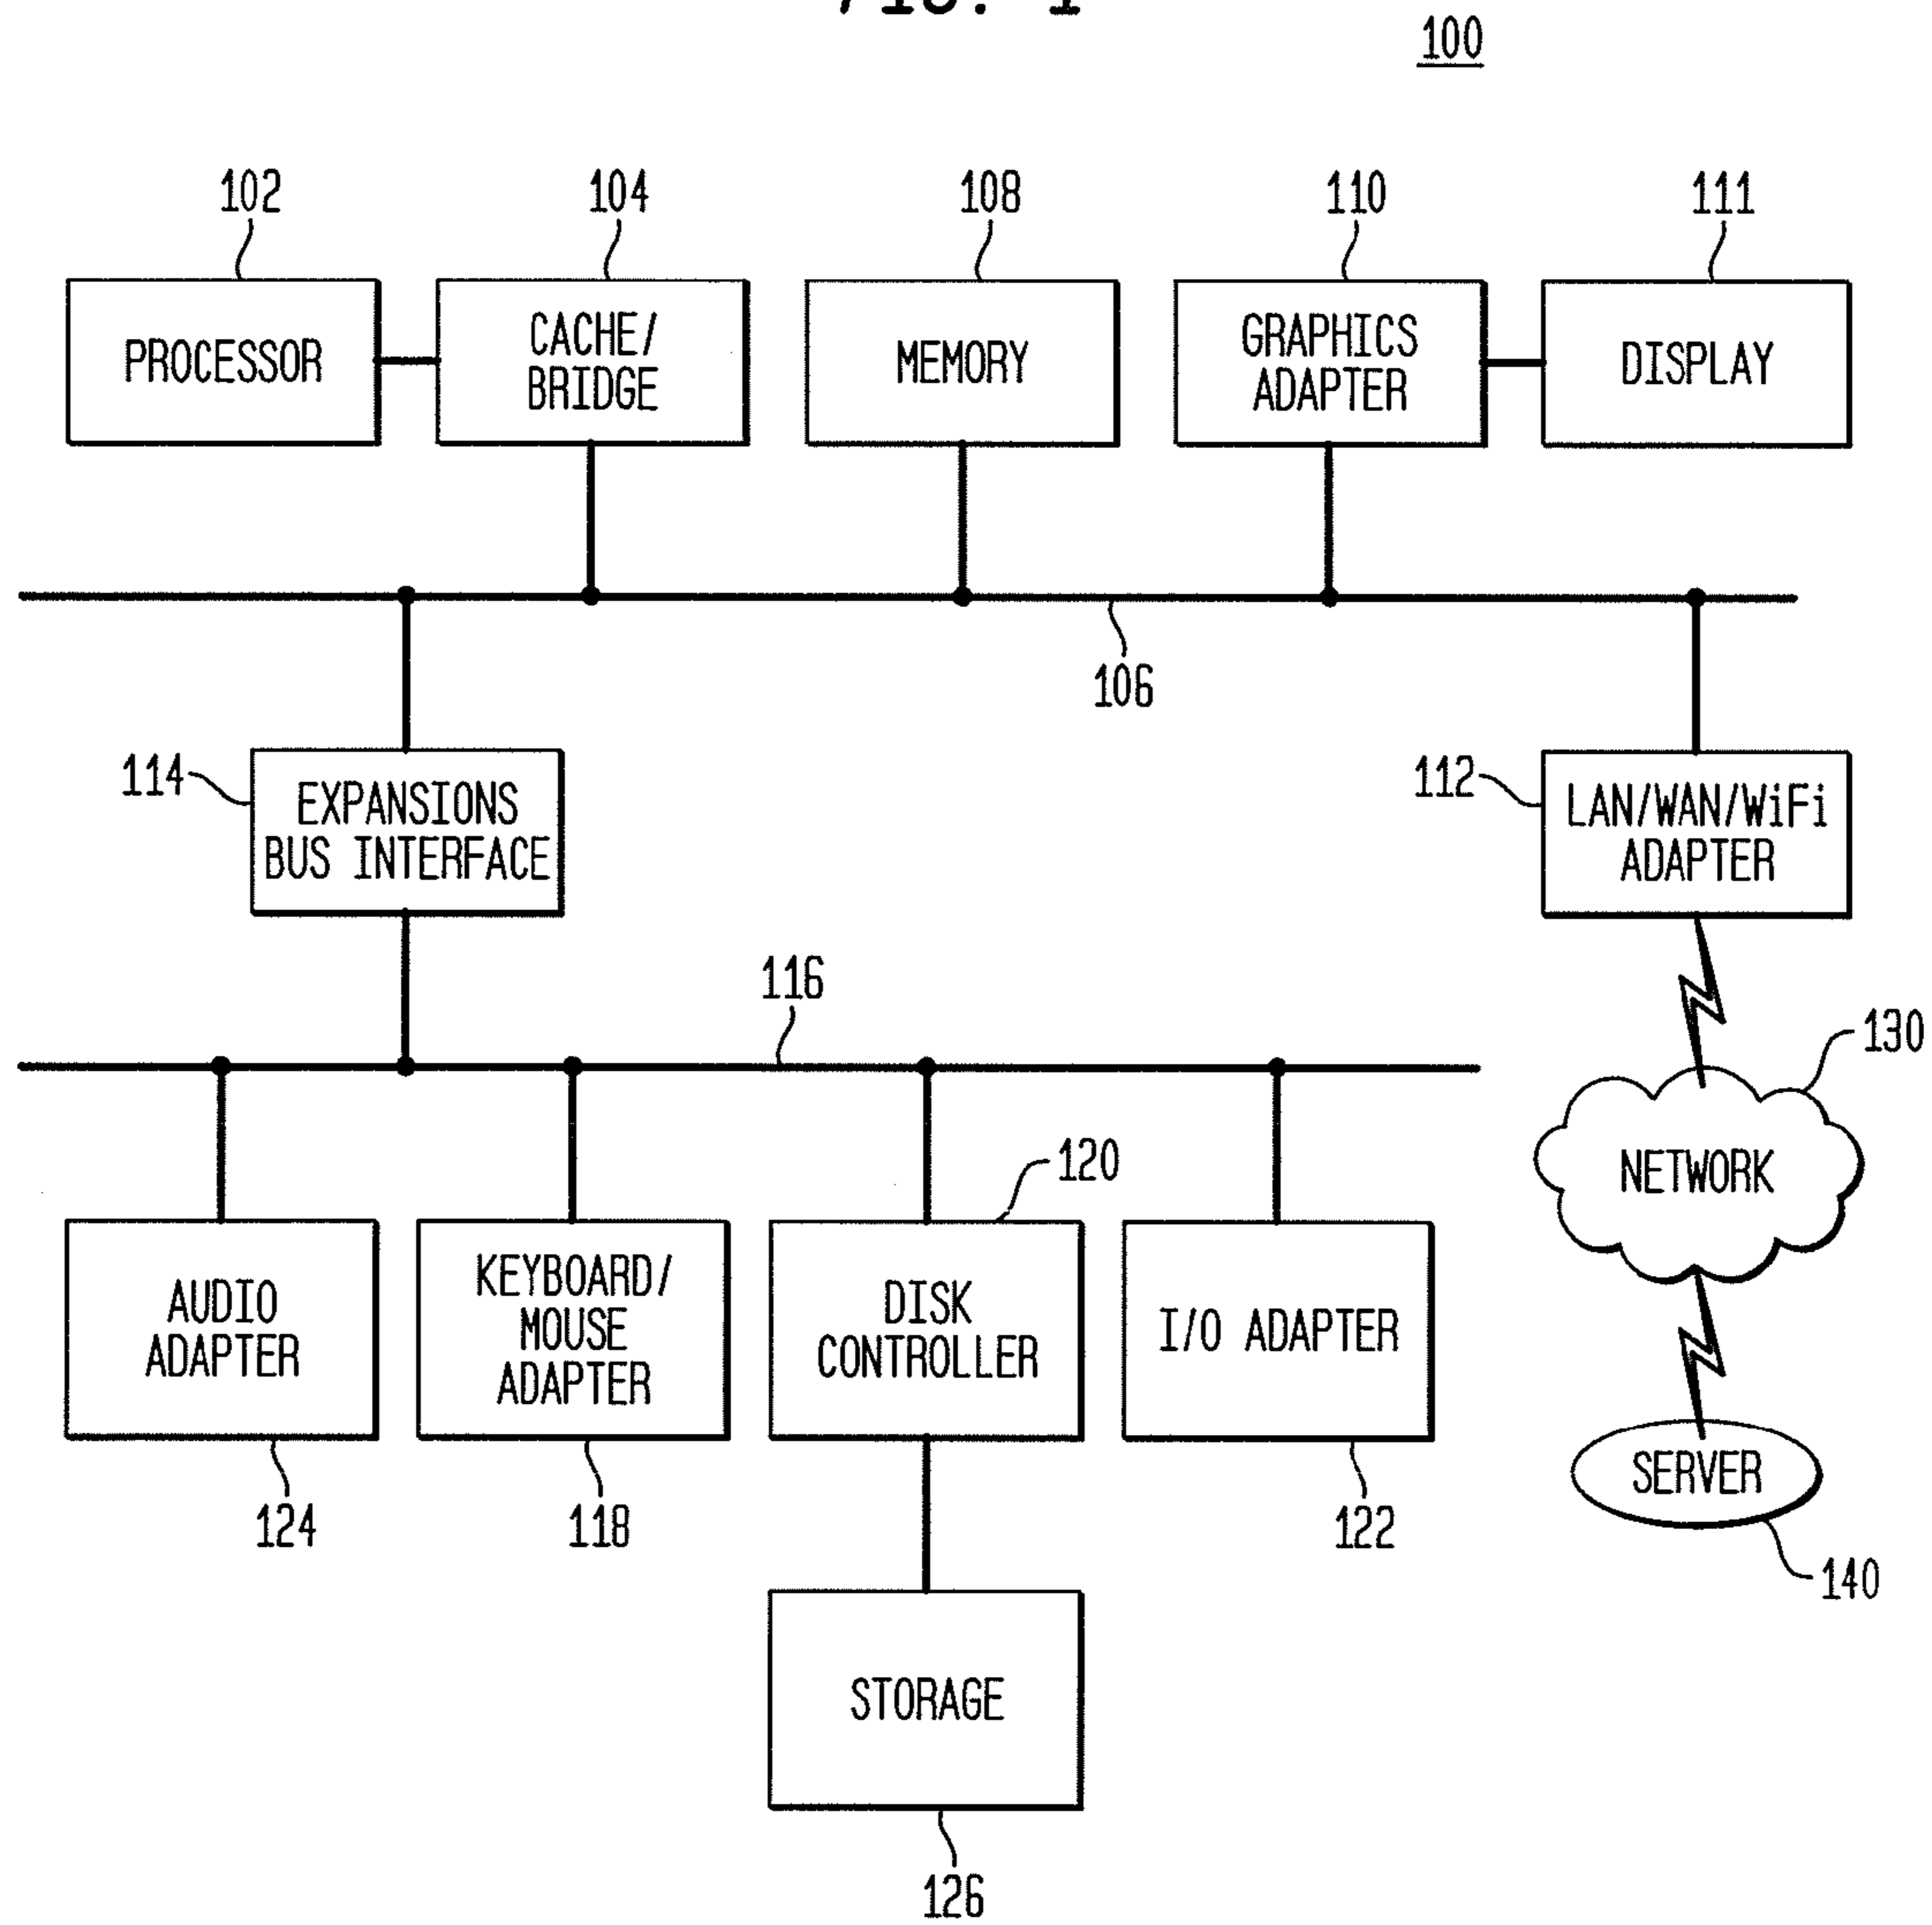 FIG. 1
100
102
104
108
110
111
PROCESSOR
CACHE/
BRIDGE
MEMORY
GRAPHICS
ADAPTER
DISPLAY
106
114
EXPANSIONS
BUS INTERFACE
112
LAN/WAN/WiFi
ADAPTER
116
130
NETWORK
120
AUDIO
ADAPTER
KEYBOARD/
MOUSE
ADAPTER
DISK
CONTROLLER
I/O ADAPTER
SERVER
124
118
122
140
STORAGE
126